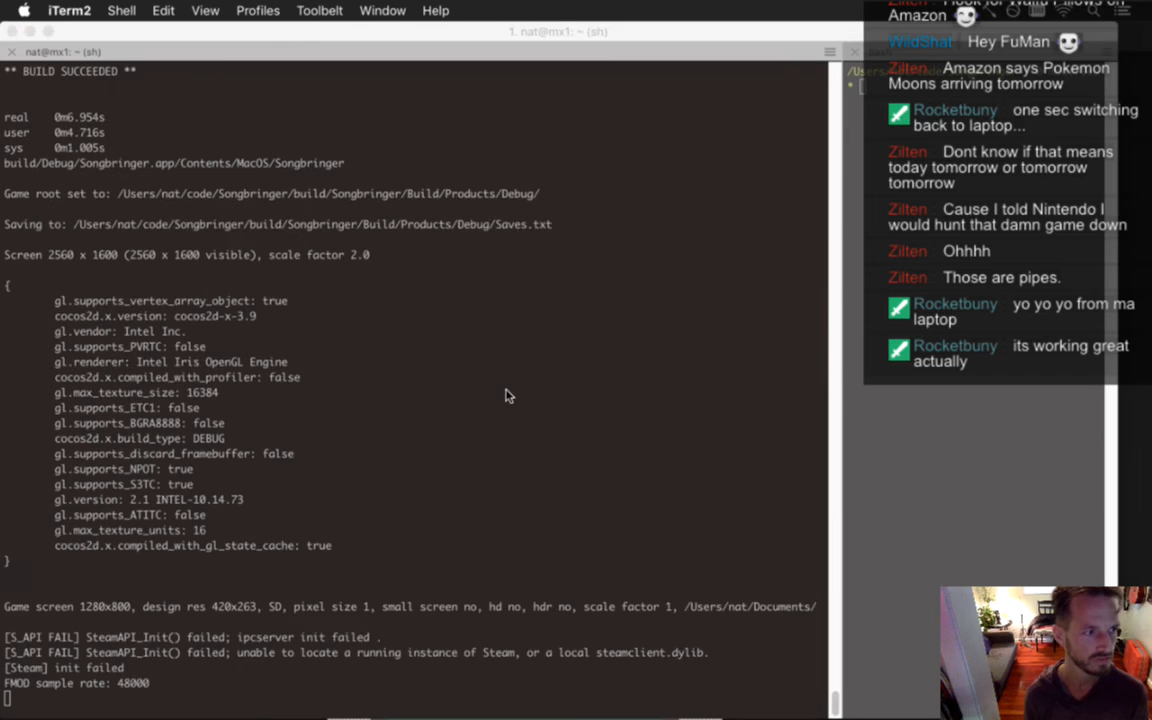 iTerm2 Shell Edit View Profiles Toolbelt Window Help
1. nat@mx1: ~ (sh)
nat@mx1: ~ (sh)
** BUILD SUCCEEDED **
real 0m6.954s
user 0m4.716s
sys 0m1.005s
build/Debug/Songbringer.app/Contents/MacOS/Songbringer
Game root set to: /Users/nat/code/Songbringer/build/Songbringer/Build/Products/Debug/
Saving to: /Users/nat/code/Songbringer/build/Songbringer/Build/Products/Debug/Saves.txt
Screen 2560 x 1600 (2560 x 1600 visible), scale factor 2.0
{
gl.supports_vertex_array_object: true
cocos2d.x.version: cocos2d-x-3.9
gl.vendor: Intel Inc.
gl.supports_PVRTC: false
gl.renderer: Intel Iris OpenGL Engine
cocos2d.x.compiled_with_profiler: false
gl.max_texture_size: 16384
gl.supports_ETC1: false
gl.supports_BGRA8888: false
cocos2d.x.build_type: DEBUG
gl.supports_discard_framebuffer: false
gl.supports_NPOT: true
gl.supports_S3TC: true
gl.version: 2.1 INTEL-10.14.73
gl.supports_ATITC: false
gl.max_texture_units: 16
cocos2d.x.compiled_with_gl_state_cache: true
}
Game screen 1280x800, design res 420x263, SD, pixel size 1, small screen no, hd no, hdr no, scale factor 1, /Users/nat/Documents/
[S_API FAIL] SteamAPI_Init() failed; ipcserver init failed .
[S_API FAIL] SteamAPI_Init() failed; unable to locate a running instance of Steam, or a local steamclient.dylib.
[Steam] init failed
FMOD sample rate: 48000
Amazon
WildShat Hey FuMan
Zilten Amazon says Pokemon
Moons arriving tomorrow
Rocketbuny one sec switching
back to laptop...
Zilten Dont know if that means
today tomorrow or tomorrow
tomorrow
Zilten Cause I told Nintendo I
would hunt that damn game down
Zilten Ohhhh
Zilten Those are pipes.
Rocketbuny yo yo yo from ma
laptop
Rocketbuny its working great
actually